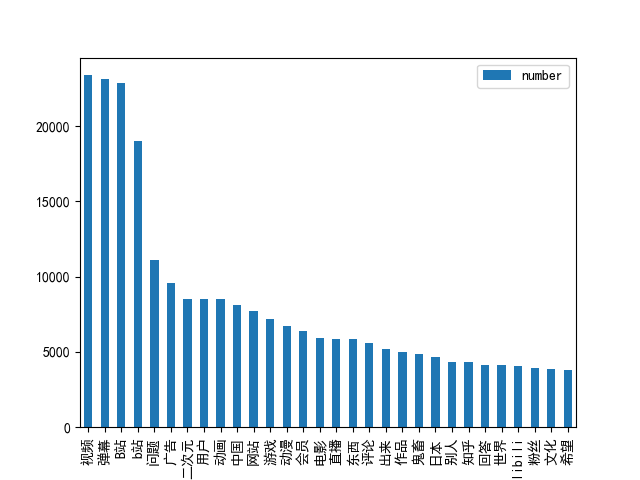 number
20000
15000
10000
5000
0
视频
弹幕
B站
b站
问题
广告
二次元
用户
动画
中国
网站
游戏
动漫
会员
电影
直播
东西
评论
出来
作品
鬼畜
日本
别人
知乎
回答
世界
libili
粉丝
文化
希望